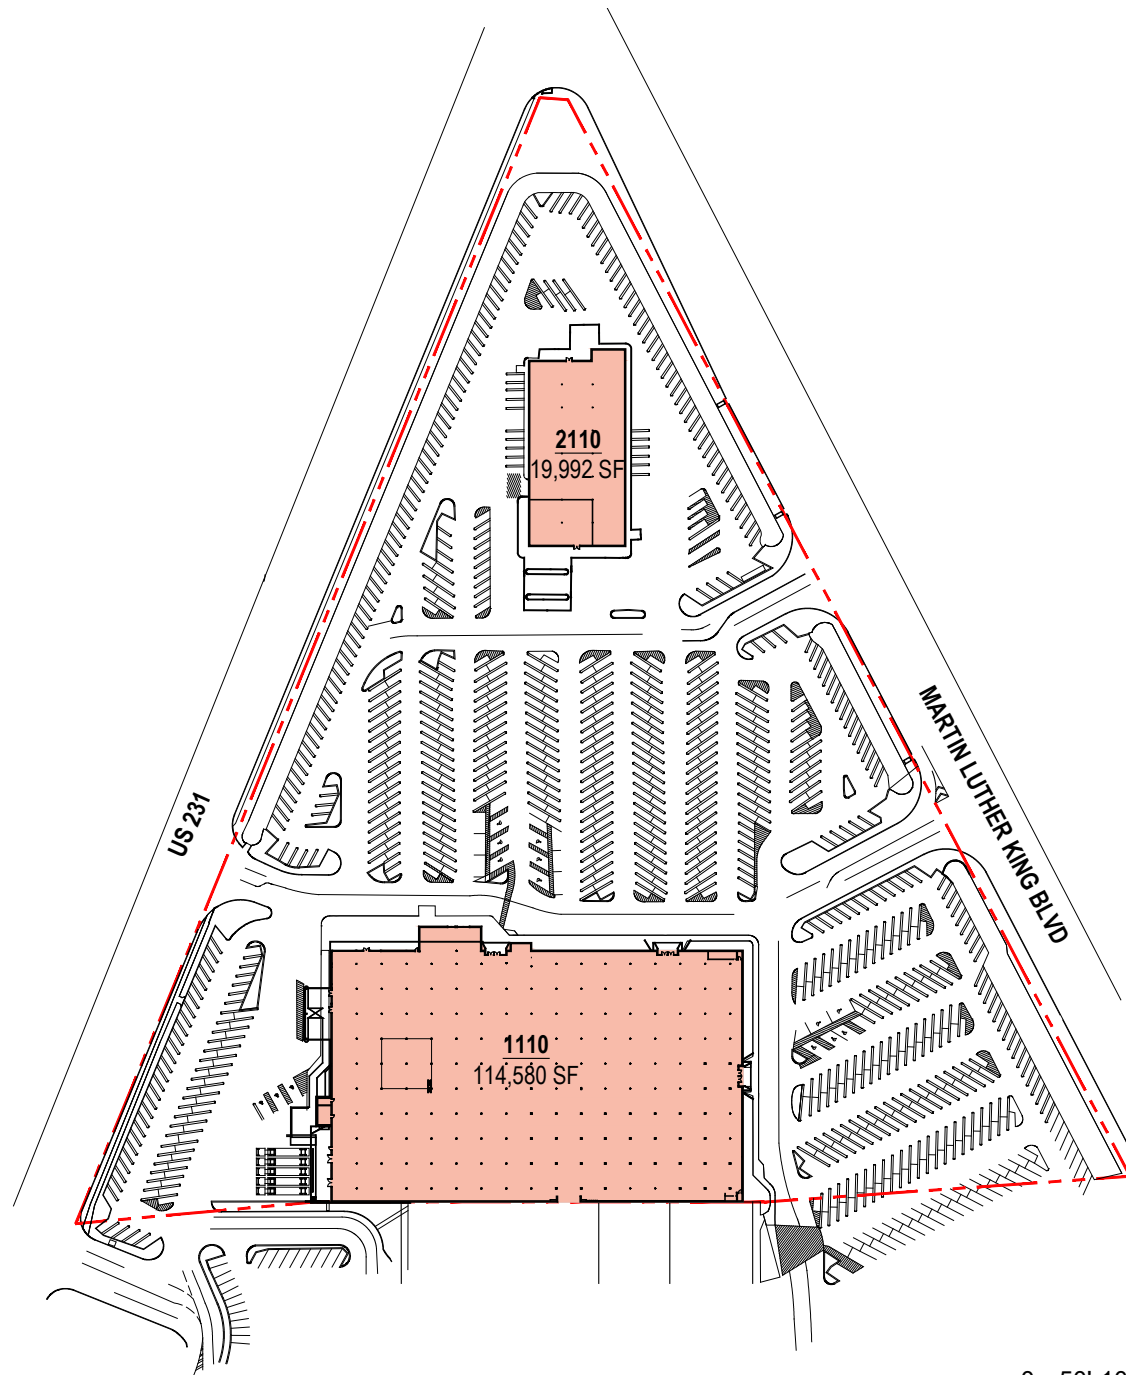 2110
19,992 SF
MARTIN LUTHER KING BLVD
US 231
1110
114,580 SF